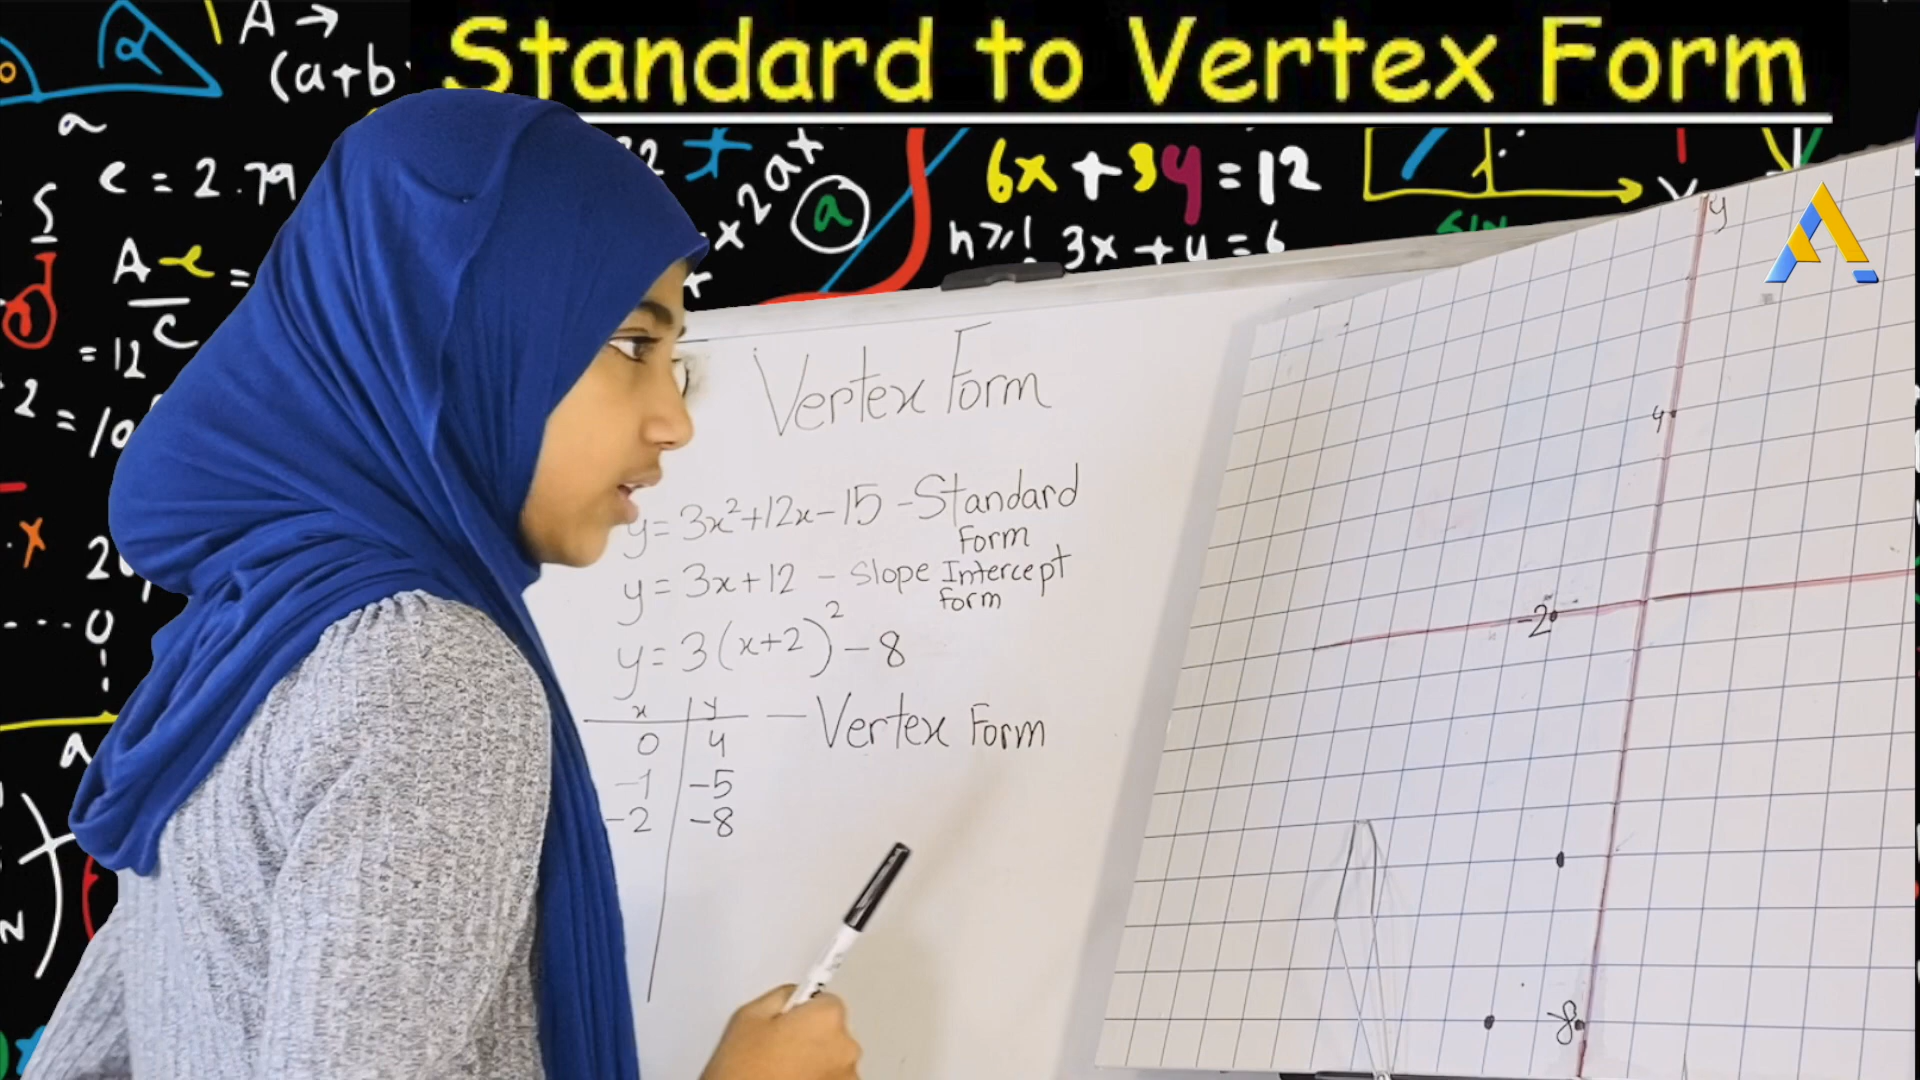 Standard to Vertex Form
A →
(a+b
a
c = 2.79
A
c
= 12
6x + 3y = 12
3x + y = 6
a
Vertex Form
y = 3x²+12x-15 - Standard
Form
y = 3x+12 - Slope Intercept
form
y = 3(x+2)² - 8
x | y
— Vertex Form
0 | 4
-1 | -5
-2 | -8
y
4
-2
-8